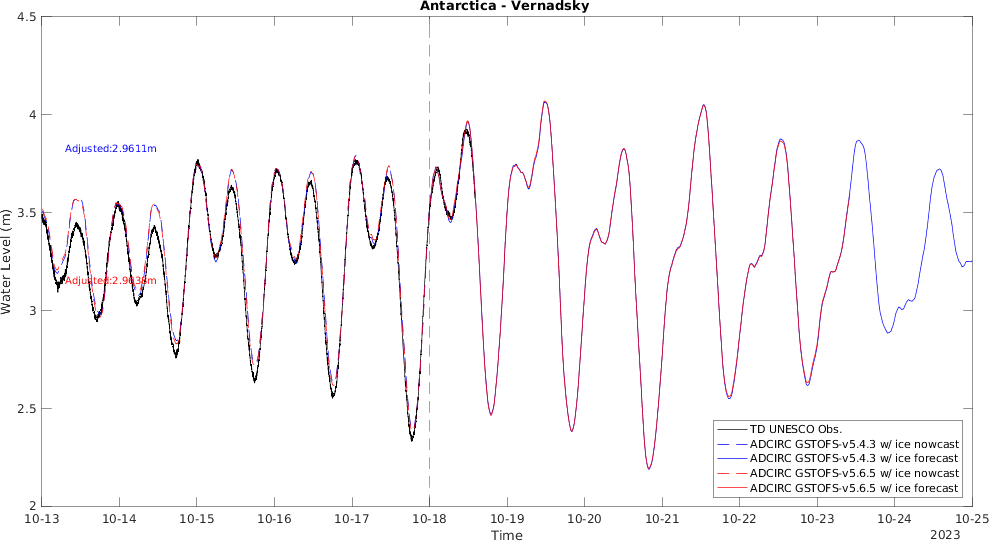 Antarctica - Vernadsky
4.5
4
3.5
3
2.5
2
Water Level (m)
Adjusted:2.9611m
Adjusted:2.9638m
TD UNESCO Obs.
ADCIRC GSTOFS-v5.4.3 w/ ice nowcast
ADCIRC GSTOFS-v5.4.3 w/ ice forecast
ADCIRC GSTOFS-v5.6.5 w/ ice nowcast
ADCIRC GSTOFS-v5.6.5 w/ ice forecast
10-13 10-14 10-15 10-16 10-17 10-18 10-19 10-20 10-21 10-22 10-23 10-24 10-25
Time
2023